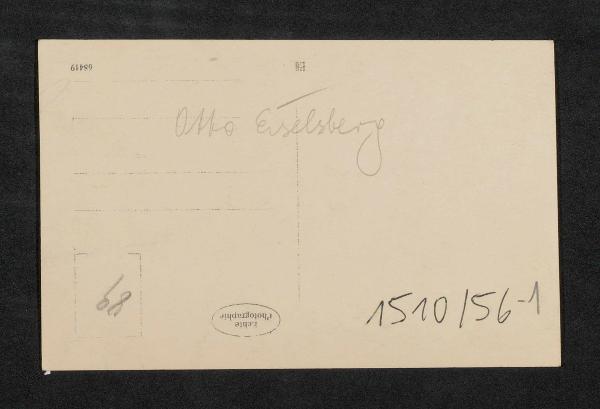 68419
Otto Eiselsberg
89
Echte
Photographie
1510/56-1